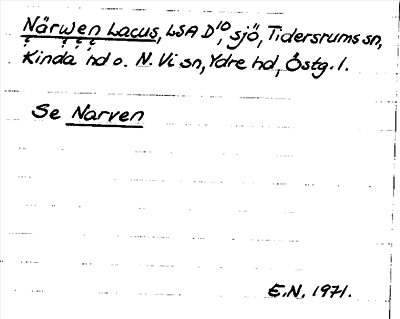 Närwen Lacus, LSA D¹⁰, sjö, Tidersrums sn,
Kinda hd o. N. Vi sn, Ydre hd, Östg. l.
Se Narven
E.N. 1971.